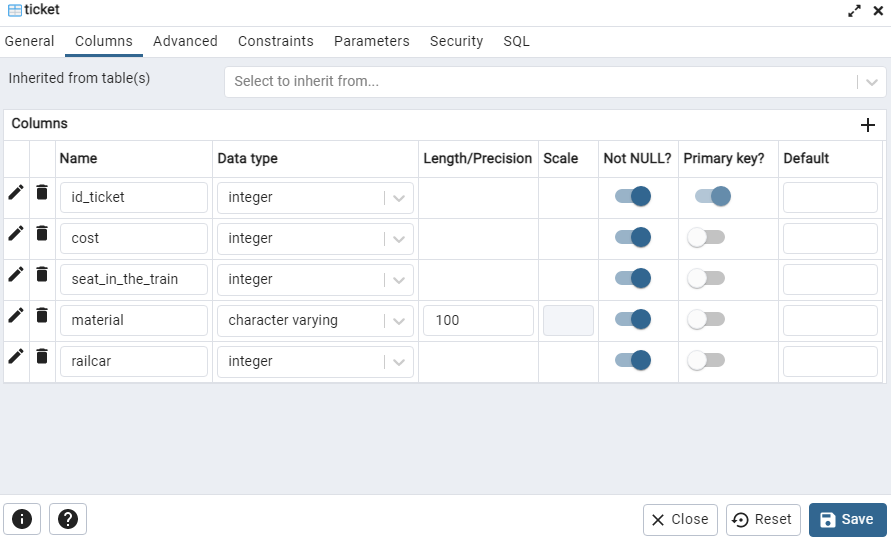 ticket
General Columns Advanced Constraints Parameters Security SQL
Inherited from table(s) Select to inherit from...
Columns
Name Data type Length/Precision Scale Not NULL? Primary key? Default
id_ticket integer
cost integer
seat_in_the_train integer
material character varying 100
railcar integer
Close Reset Save